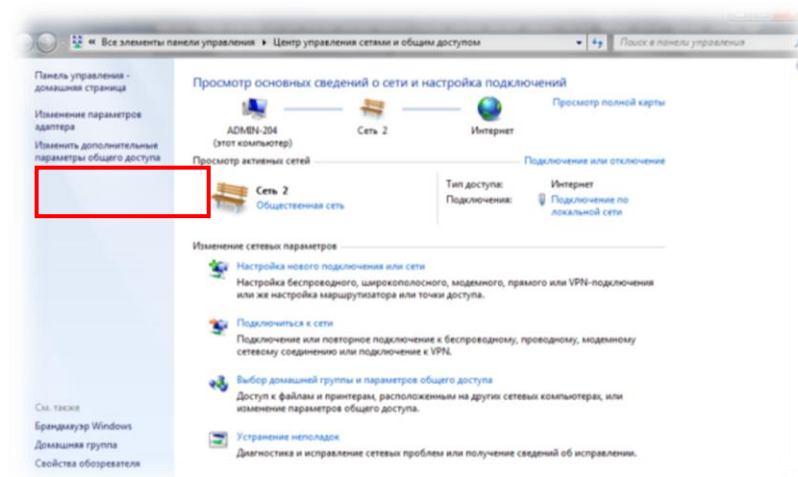 « Все элементы панели управления ▸ Центр управления сетями и общим доступом
Поиск в панели управления
Панель управления -
домашняя страница
Изменение параметров
адаптера
Изменить дополнительные
параметры общего доступа
Просмотр основных сведений о сети и настройка подключений
Просмотр полной карты
ADMIN-204
(этот компьютер)
Сеть 2
Интернет
Просмотр активных сетей
Подключение или отключение
Сеть 2
Общественная сеть
Тип доступа: Интернет
Подключения: Подключение по
локальной сети
Изменение сетевых параметров
Настройка нового подключения или сети
Настройка беспроводного, широкополосного, модемного, прямого или VPN-подключения
или же настройка маршрутизатора или точки доступа.
Подключиться к сети
Подключение или повторное подключение к беспроводному, проводному, модемному
сетевому соединению или подключение к VPN.
Выбор домашней группы и параметров общего доступа
Доступ к файлам и принтерам, расположенным на других сетевых компьютерах, или
изменение параметров общего доступа.
Устранение неполадок
Диагностика и исправление сетевых проблем или получение сведений об исправлении.
См. также
Брандмауэр Windows
Домашняя группа
Свойства обозревателя